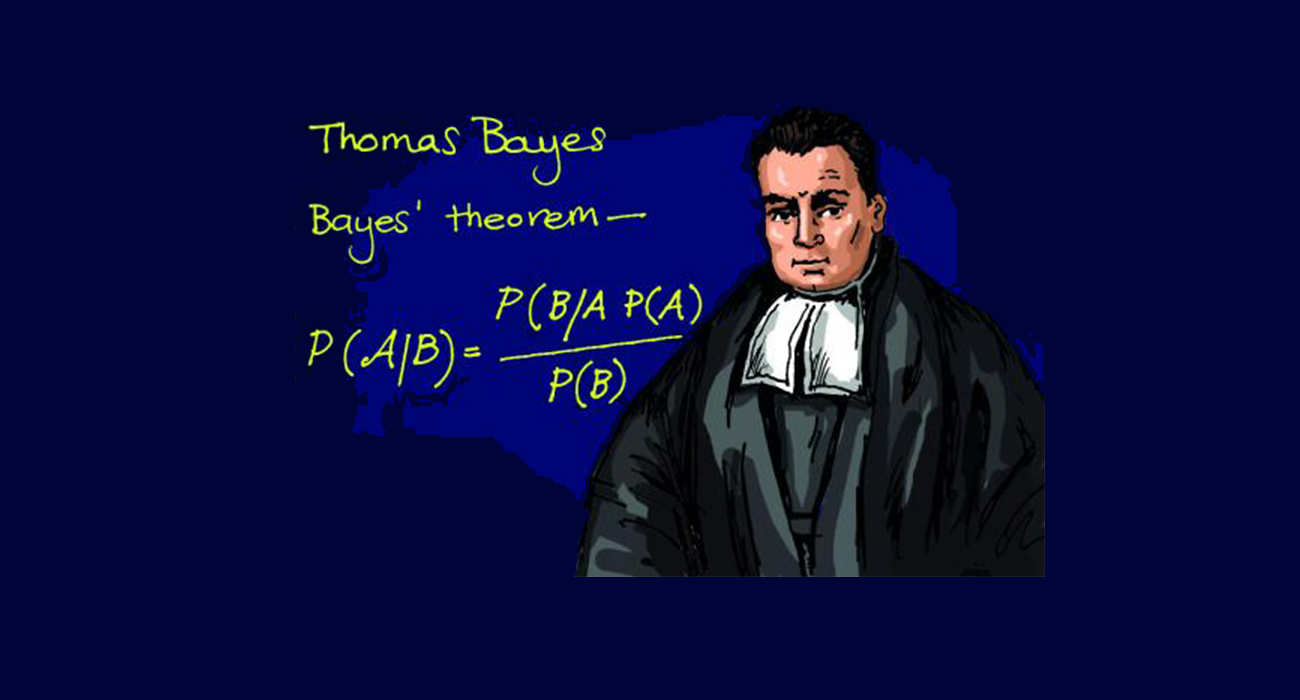 Thomas Bayes
Bayes' theorem—
P(A/B) = P(B/A P(A)
P(B)